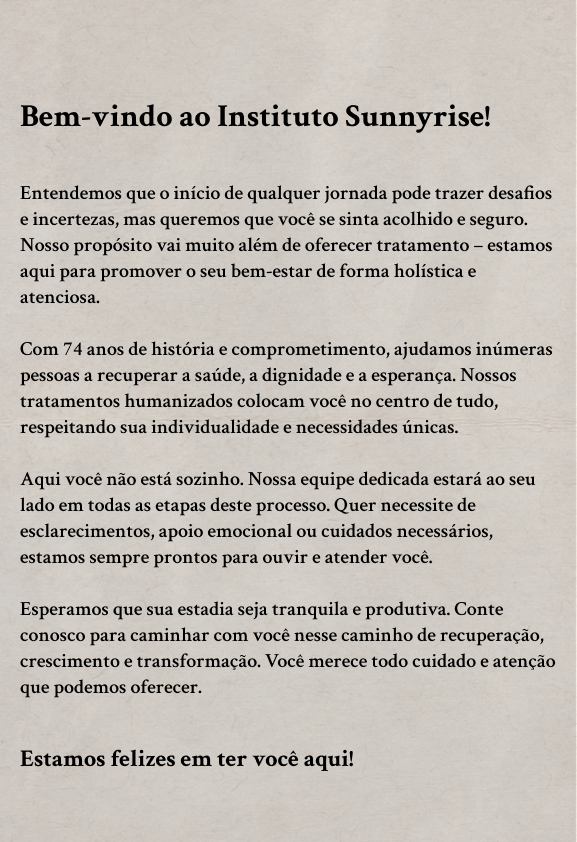 Bem-vindo ao Instituto Sunnyrise!
Entendemos que o início de qualquer jornada pode trazer desafios
e incertezas, mas queremos que você se sinta acolhido e seguro.
Nosso propósito vai muito além de oferecer tratamento – estamos
aqui para promover o seu bem-estar de forma holística e
atenciosa.
Com 74 anos de história e comprometimento, ajudamos inúmeras
pessoas a recuperar a saúde, a dignidade e a esperança. Nossos
tratamentos humanizados colocam você no centro de tudo,
respeitando sua individualidade e necessidades únicas.
Aqui você não está sozinho. Nossa equipe dedicada estará ao seu
lado em todas as etapas deste processo. Quer necessite de
esclarecimentos, apoio emocional ou cuidados necessários,
estamos sempre prontos para ouvir e atender você.
Esperamos que sua estadia seja tranquila e produtiva. Conte
conosco para caminhar com você nesse caminho de recuperação,
crescimento e transformação. Você merece todo cuidado e atenção
que podemos oferecer.
Estamos felizes em ter você aqui!